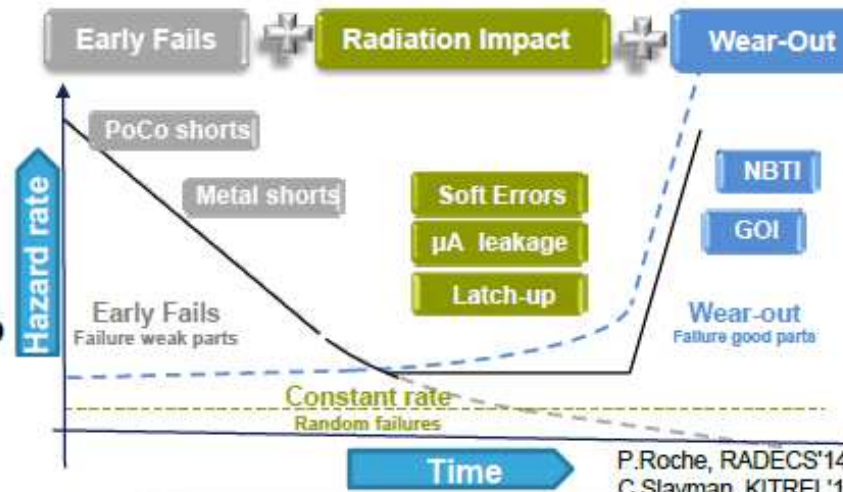 Early Fails
Radiation Impact
Wear-Out
PoCo shorts
Metal shorts
Soft Errors
µA leakage
Latch-up
NBTI
GOI
Hazard rate
Early Fails
Failure weak parts
Wear-out
Failure good parts
Constant rate
Random failures
Time
P.Roche, RADECS'14